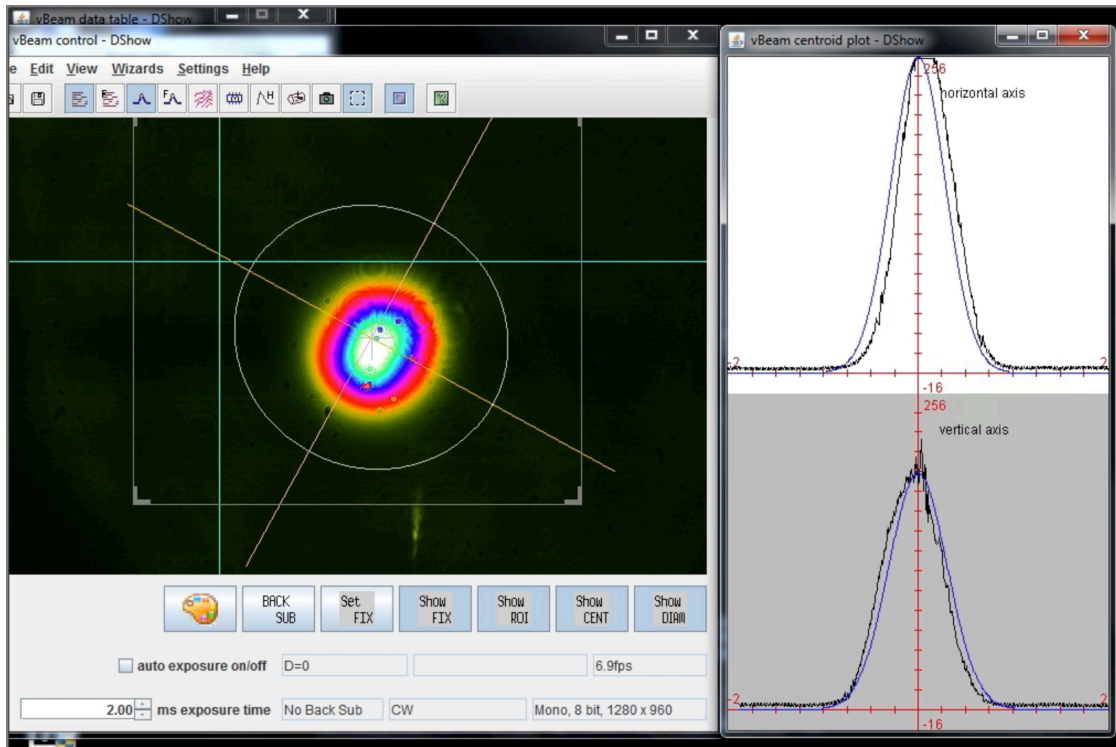 vBeam data table - DShow
vBeam control - DShow
e Edit View Wizards Settings Help
BACK SUB
Set FIX
Show FIX
Show ROI
Show CENT
Show DIAM
auto exposure on/off D=0 6.9fps
2.00 ms exposure time No Back Sub CW Mono, 8 bit, 1280 x 960
vBeam centroid plot - DShow
256
horizontal axis
-2 2
-16
256
vertical axis
-2 2
-16